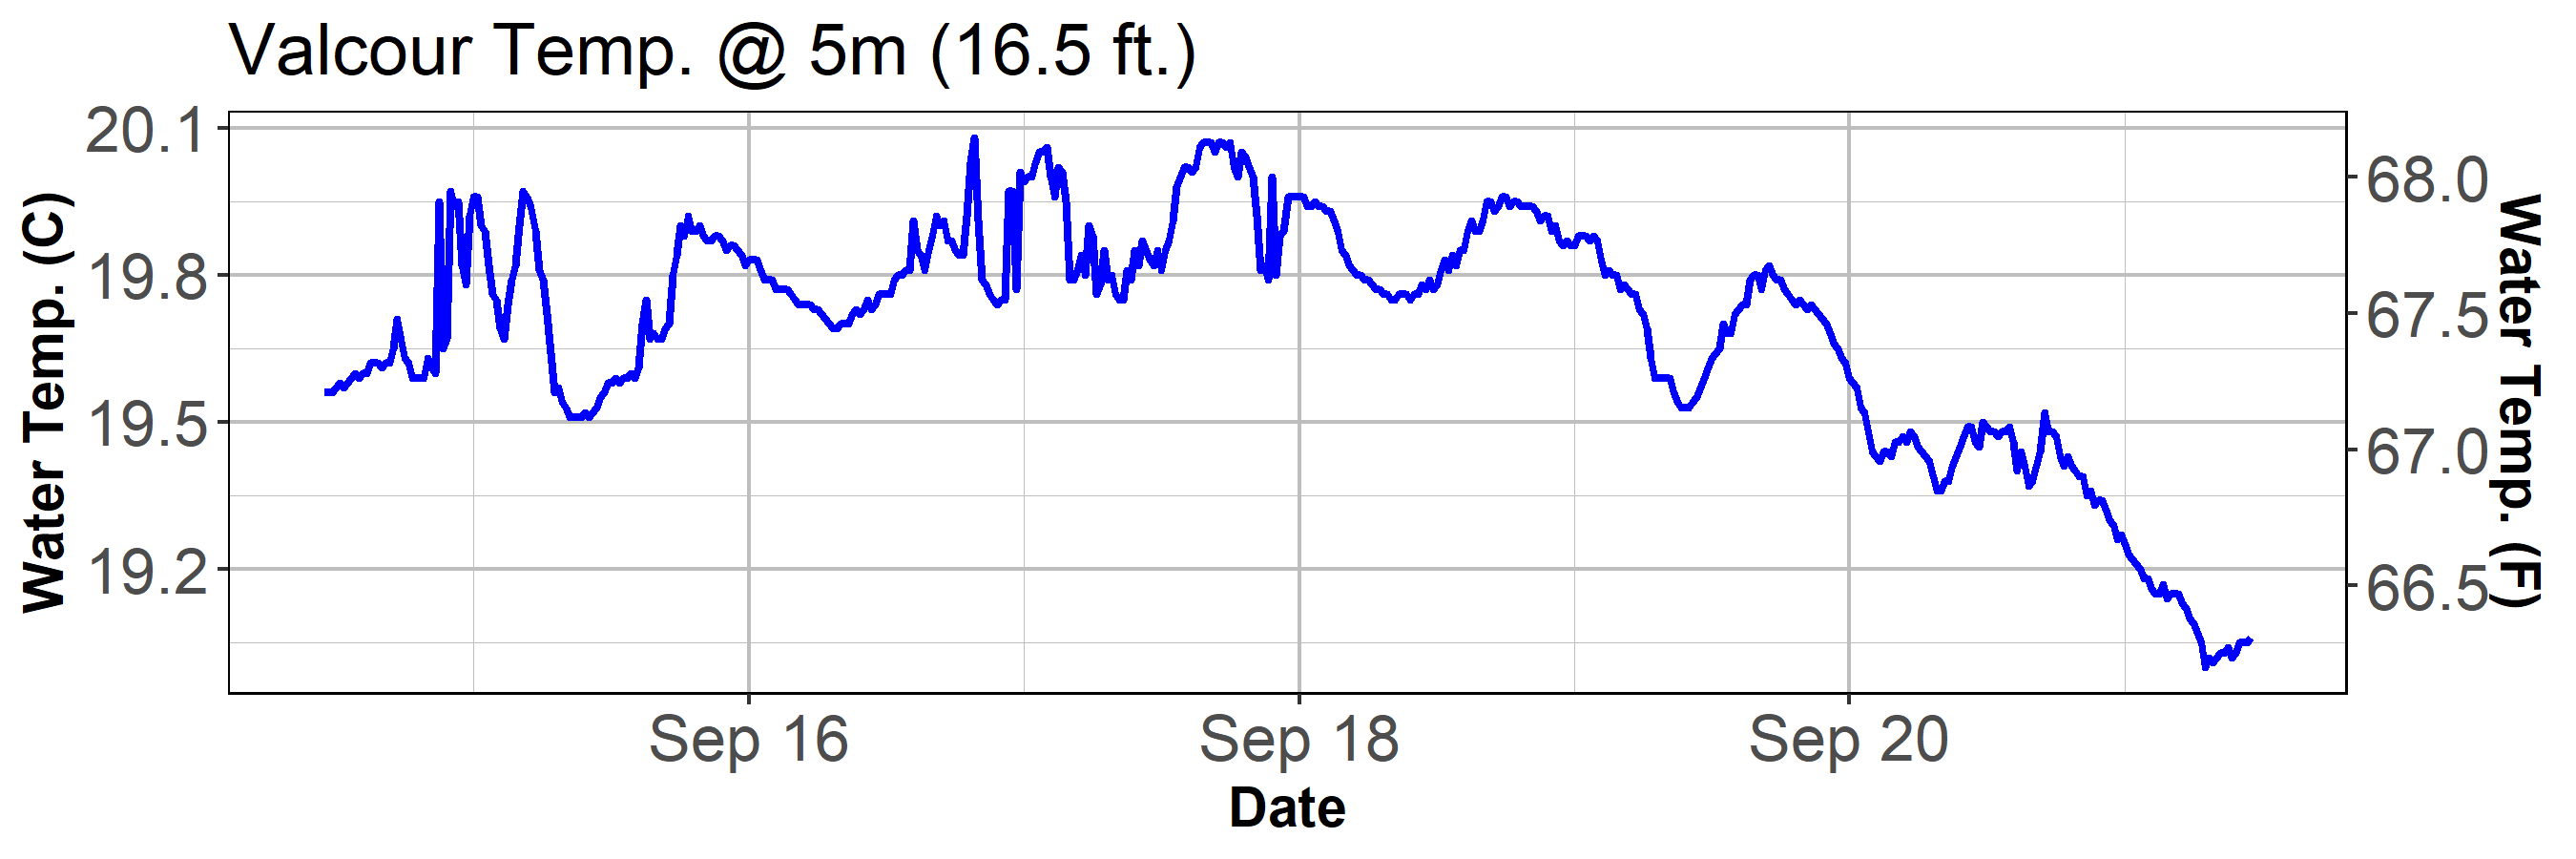 Valcour Temp. @ 5m (16.5 ft.)
Water Temp. (C)
20.1
19.8
19.5
19.2
68.0
67.5
67.0
66.5
Water Temp. (F)
Sep 16
Sep 18
Sep 20
Date